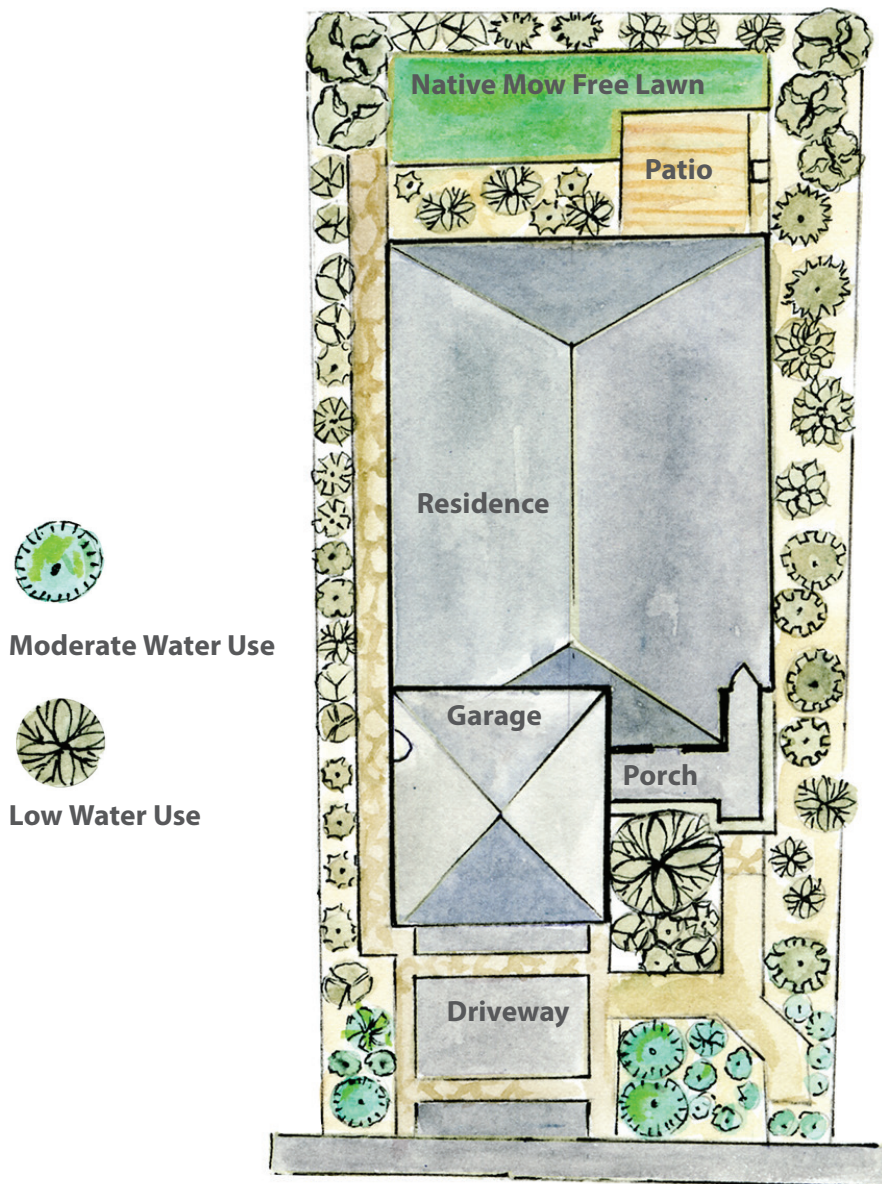 Native Mow Free Lawn
Patio
Residence
Moderate Water Use
Garage
Porch
Low Water Use
Driveway